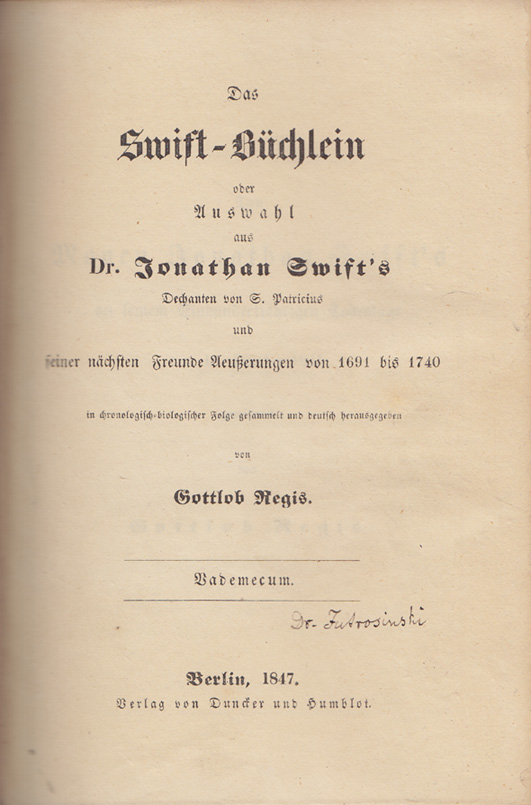 Das
Swift-Büchlein
oder
Auswahl
aus
Dr. Jonathan Swift's
Dechanten von S. Patricius
und
seiner nächsten Freunde Aeußerungen von 1691 bis 1740
in chronologisch-biologischer Folge gesammelt und deutsch herausgegeben
von
Gottlob Regis.
Vademecum.
Dr. Jutrosinski
Berlin, 1847.
Verlag von Duncker und Humblot.